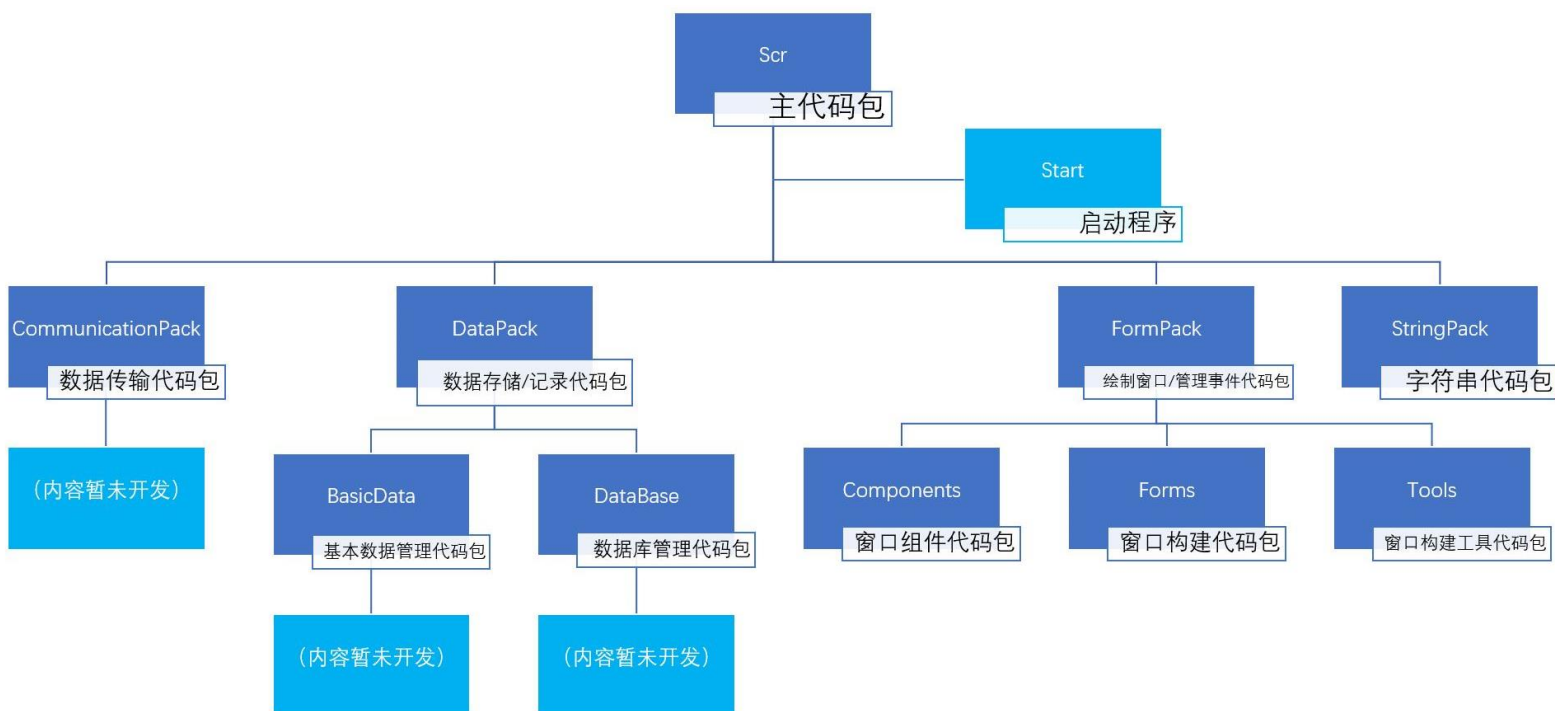 Scr
主代码包
Start
启动程序
CommunicationPack
数据传输代码包
DataPack
数据存储/记录代码包
FormPack
绘制窗口/管理事件代码包
StringPack
字符串代码包
（内容暂未开发）
BasicData
基本数据管理代码包
DataBase
数据库管理代码包
Components
窗口组件代码包
Forms
窗口构建代码包
Tools
窗口构建工具代码包
（内容暂未开发）
（内容暂未开发）